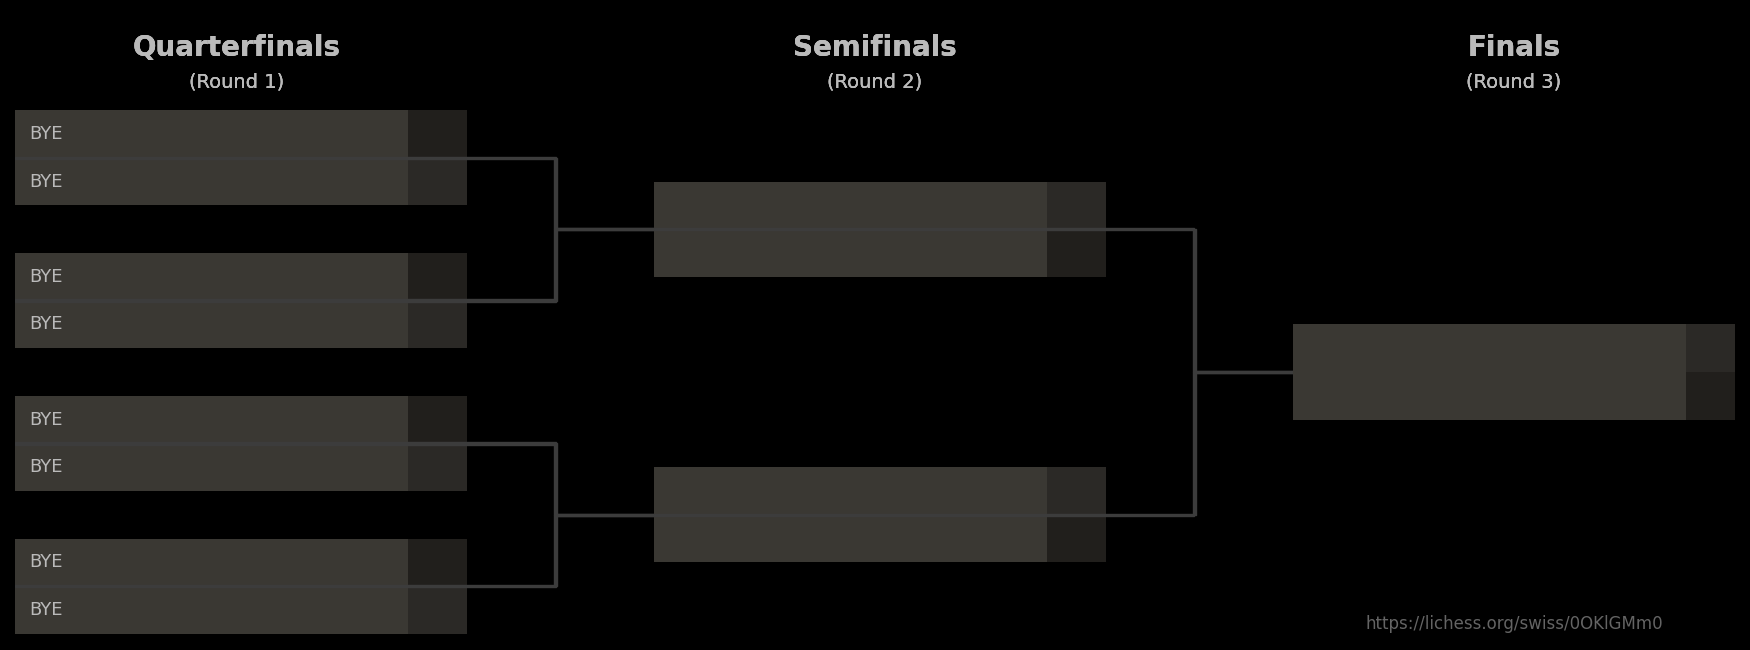 Quarterfinals
(Round 1)
Semifinals
(Round 2)
Finals
(Round 3)
BYE
BYE
BYE
BYE
BYE
BYE
BYE
BYE
https://lichess.org/swiss/0OKlGMm0